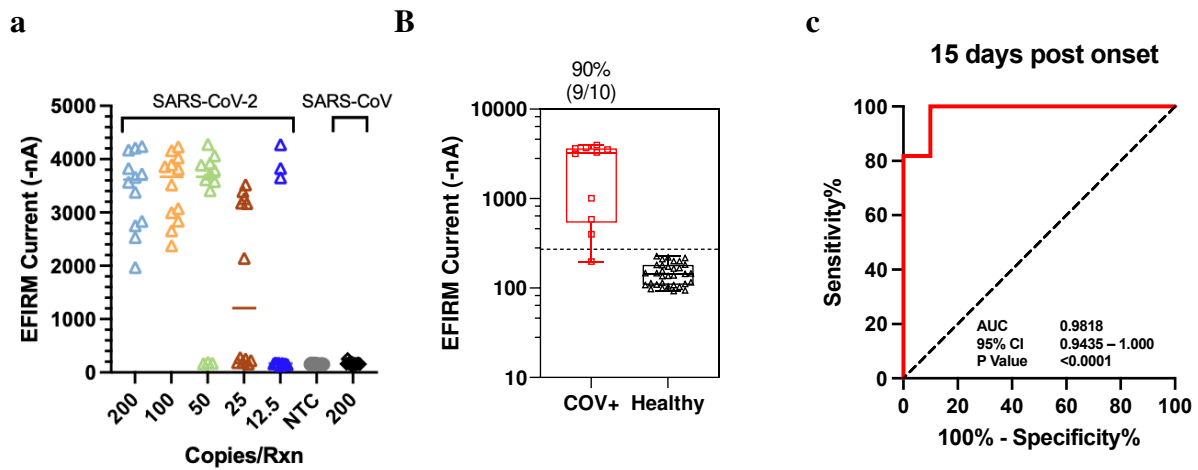 a
SARS-CoV-2
SARS-CoV
EFIRM Current (-nA)
5000
4000
3000
2000
1000
0
200
100
50
25
12.5
NTC
200
Copies/Rxn
B
90%
(9/10)
EFIRM Current (-nA)
10000
1000
100
10
COV+ Healthy
c
15 days post onset
Sensitivity%
100
80
60
40
20
0
AUC 0.9818
95% CI 0.9435 – 1.000
P Value <0.0001
0 20 40 60 80 100
100% - Specificity%